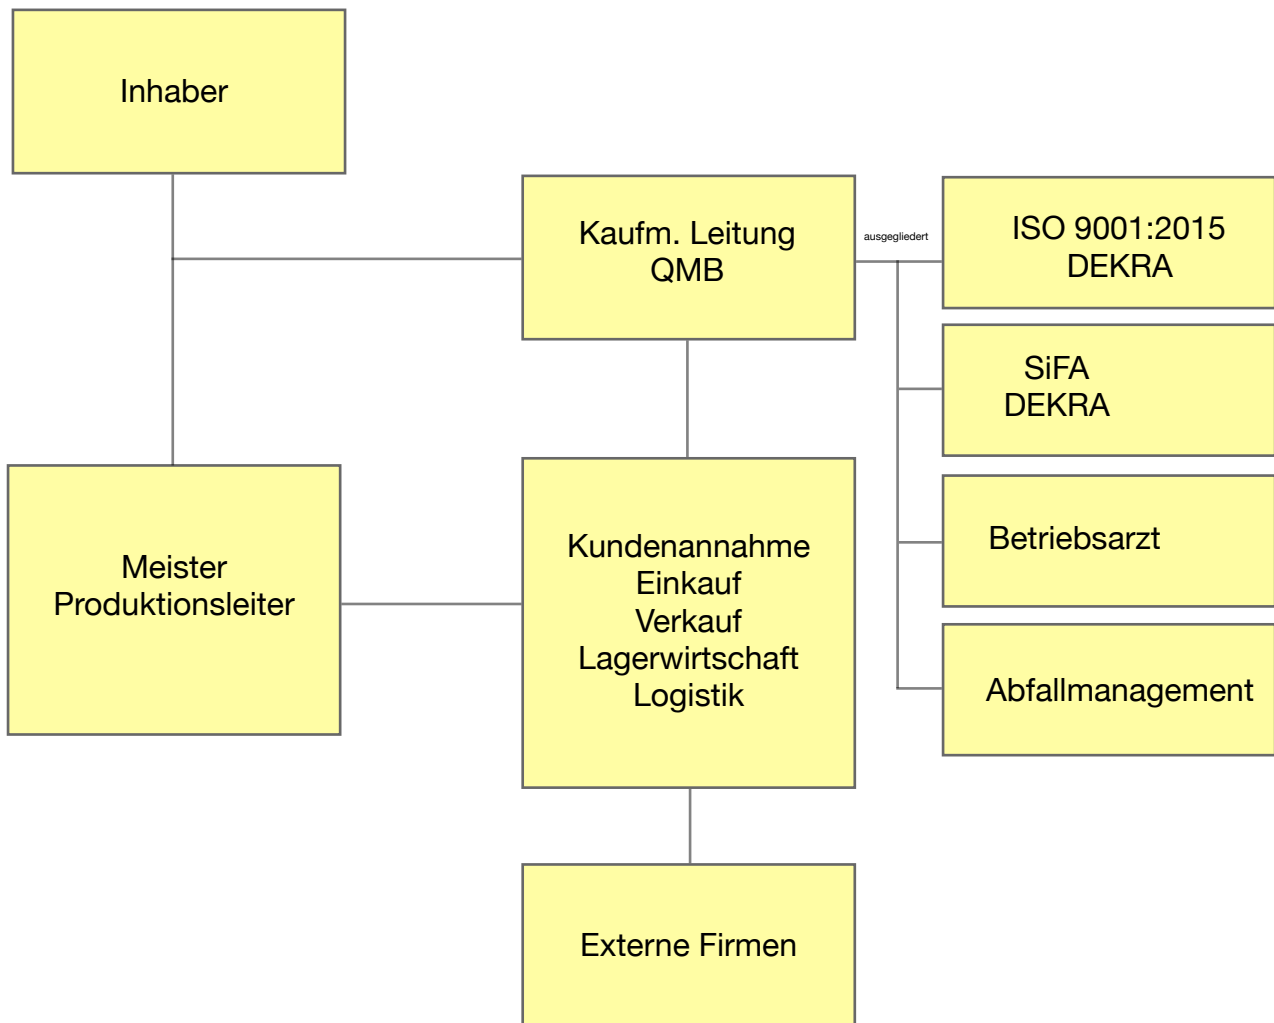 Inhaber
Kaufm. Leitung
QMB
ausgegliedert
ISO 9001:2015
DEKRA
SiFA
DEKRA
Meister
Produktionsleiter
Kundenannahme
Einkauf
Verkauf
Lagerwirtschaft
Logistik
Betriebsarzt
Abfallmanagement
Externe Firmen